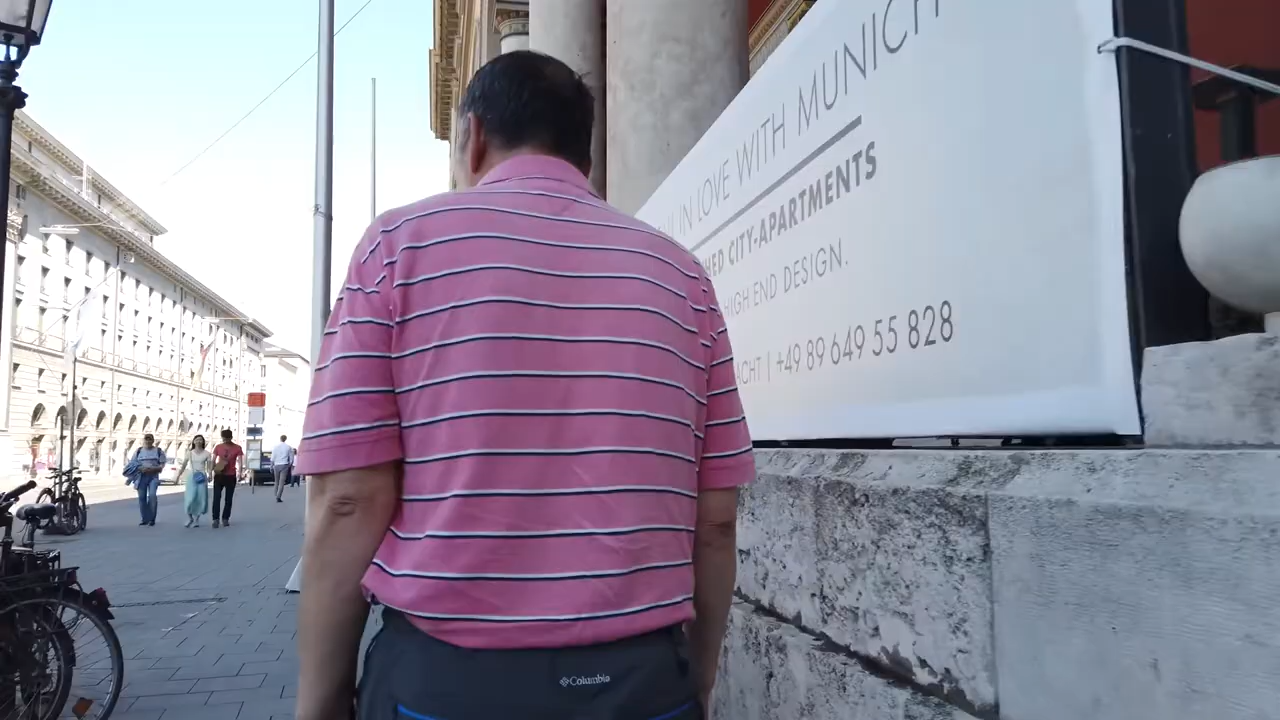 IN LOVE WITH MUNICH
CITY-APARTMENTS
HIGH END DESIGN.
| +49 89 649 55 828
Columbia